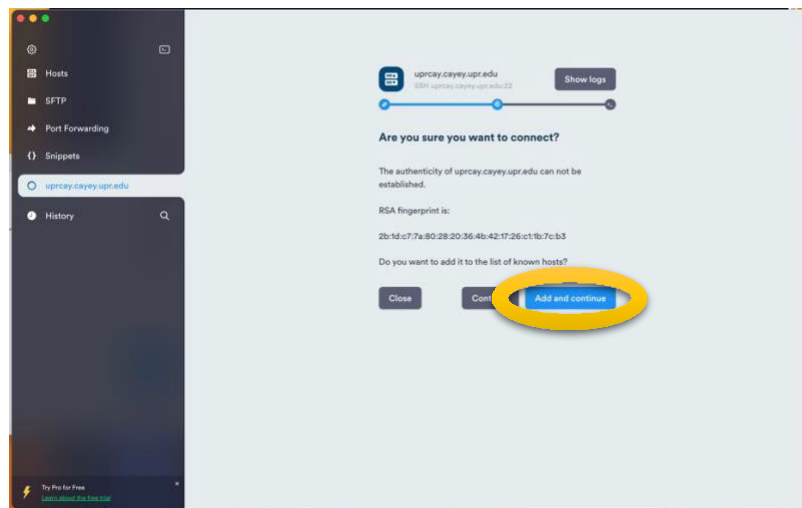 Hosts
SFTP
Port Forwarding
{} Snippets
uprcay.cayey.upr.edu
History
Try Pro for Free
Learn about the free trial
uprcay.cayey.upr.edu
SSH uprcay.cayey.upr.edu:22
Show logs
Are you sure you want to connect?
The authenticity of uprcay.cayey.upr.edu can not be
established.
RSA fingerprint is:
2b:1d:c7:7a:80:28:20:36:4b:42:17:26:c1:1b:7c:b3
Do you want to add it to the list of known hosts?
Close
Cont
Add and continue